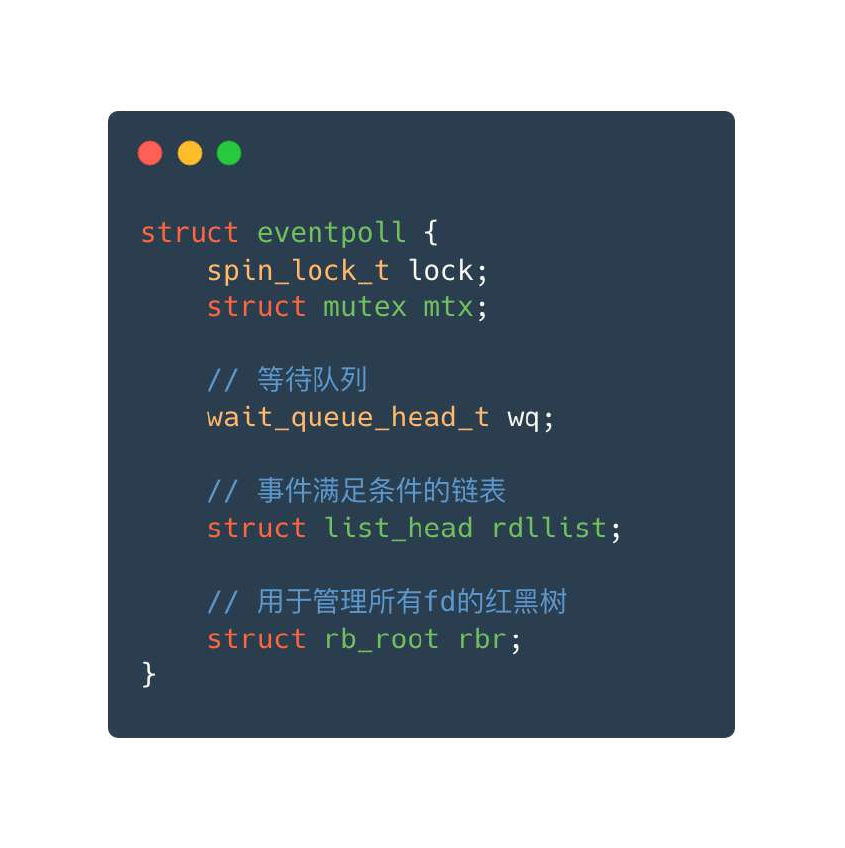 struct eventpoll {
    spin_lock_t lock;
    struct mutex mtx;

    // 等待队列
    wait_queue_head_t wq;

    // 事件满足条件的链表
    struct list_head rdllist;

    // 用于管理所有fd的红黑树
    struct rb_root rbr;
}